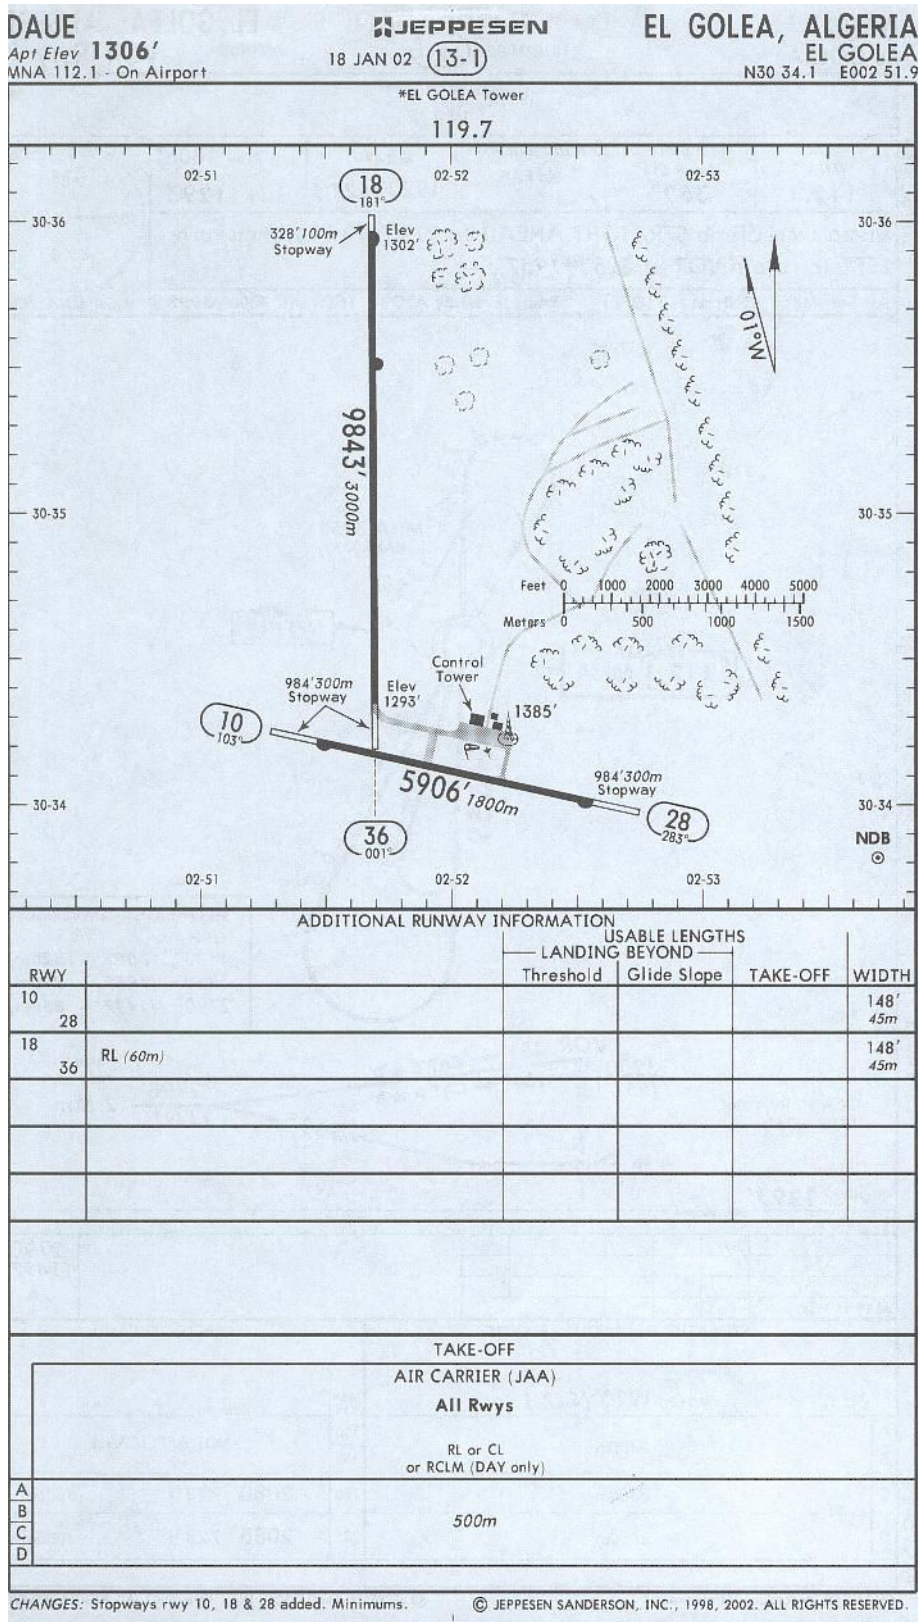 DAUE
Apt Elev 1306'
MNA 112.1 - On Airport
JEPPESEN
18 JAN 02 13-1
EL GOLEA, ALGERIA
EL GOLEA
N30 34.1 E002 51.9
*EL GOLEA Tower
119.7
02-51 02-52 02-53
18
181°
30-36 30-36
328' 100m
Stopway
Elev
1302'
01°W
9843' 3000m
30-35 30-35
Feet 0 1000 2000 3000 4000 5000
Meters 0 500 1000 1500
Control
Tower
984' 300m
Stopway
Elev
1293'
1385'
10
103°
984' 300m
Stopway
5906' 1800m
30-34 30-34
28
283°
36
001°
NDB
02-51 02-52 02-53
ADDITIONAL RUNWAY INFORMATION
USABLE LENGTHS
LANDING BEYOND
RWY Threshold Glide Slope TAKE-OFF WIDTH
10 148'
28 45m
18 RL (60m) 148'
36 45m
TAKE-OFF
AIR CARRIER (JAA)
All Rwys
RL or CL
or RCLM (DAY only)
A
B
C
D
500m
CHANGES: Stopways rwy 10, 18 & 28 added. Minimums. © JEPPESEN SANDERSON, INC., 1998, 2002. ALL RIGHTS RESERVED.